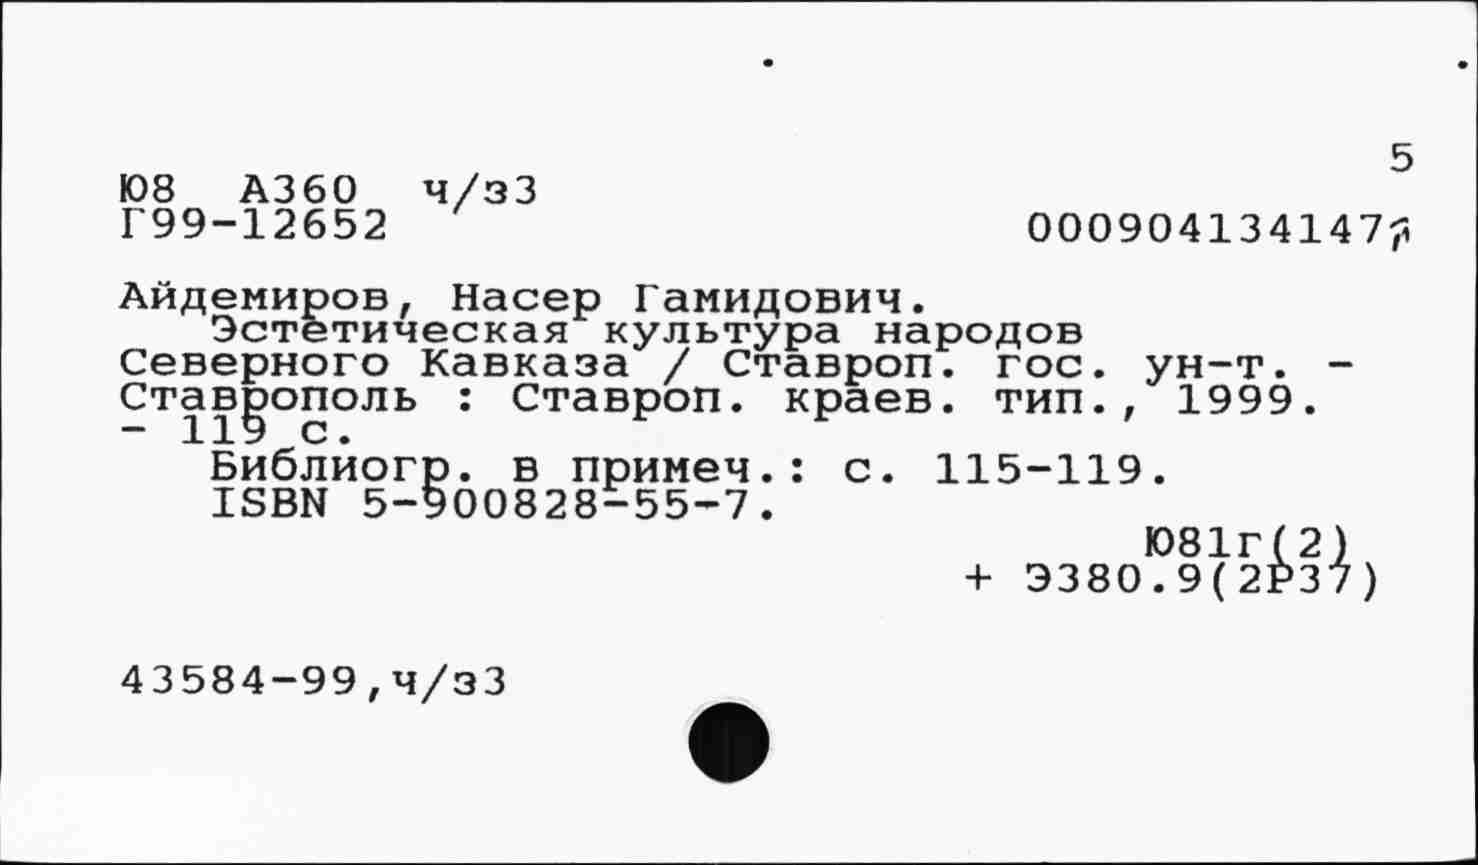 5
Ю8 А360 ч/з3
Г99-12652 000904134147
Айдемиров, Насер Гамидович.
Эстетическая культура народов
Северного Кавказа / Ставроп. гос. ун-т. -
Ставрополь : Ставроп. краев. тип., 1999.
- 119 с.
Библиогр. в примеч.: с. 115-119.
ISBN 5-900828-55-7.
Ю81г(2)
+ Э380.9(2Р37)
43584-99,ч/з3